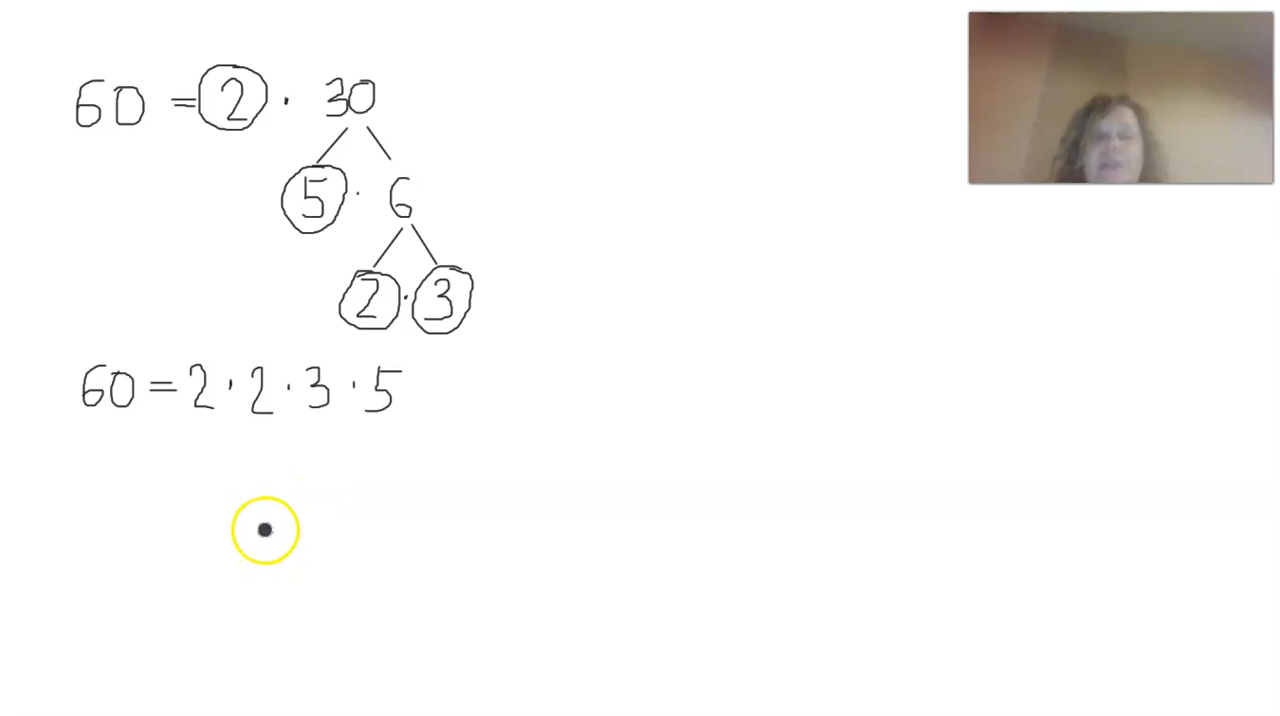 60 = 2 · 30
5 · 6
2 · 3
60 = 2 · 2 · 3 · 5